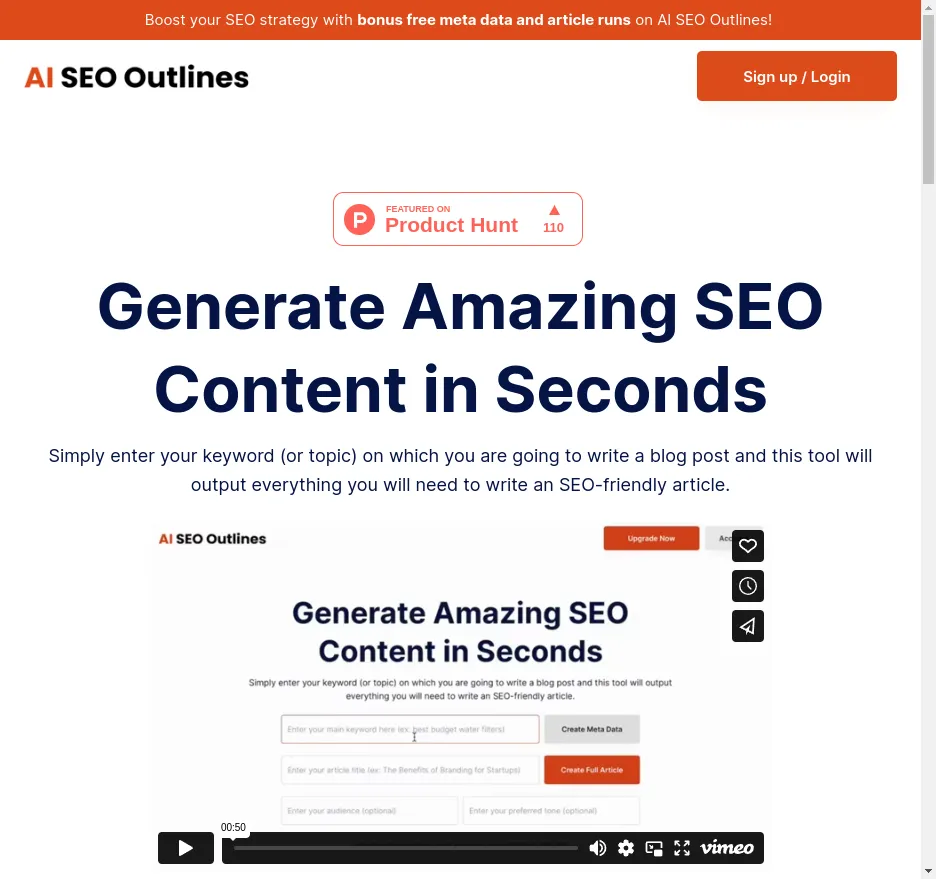 Boost your SEO strategy with bonus free meta data and article runs on AI SEO Outlines!
AI SEO Outlines
Sign up / Login
FEATURED ON
Product Hunt
110
Generate Amazing SEO
Content in Seconds
Simply enter your keyword (or topic) on which you are going to write a blog post and this tool will
output everything you will need to write an SEO-friendly article.
AI SEO Outlines
Upgrade Now
Generate Amazing SEO
Content in Seconds
Simply enter your keyword (or topic) on which you are going to write a blog post and this tool will output
everything you will need to write an SEO-friendly article.
Enter your main keyword here (ex: best budget water filters)
Create Meta Data
Enter your article title (ex: The Benefits of Branding for Startups)
Create Full Article
Enter your audience (optional)
Enter your preferred tone (optional)
00:50
vimeo